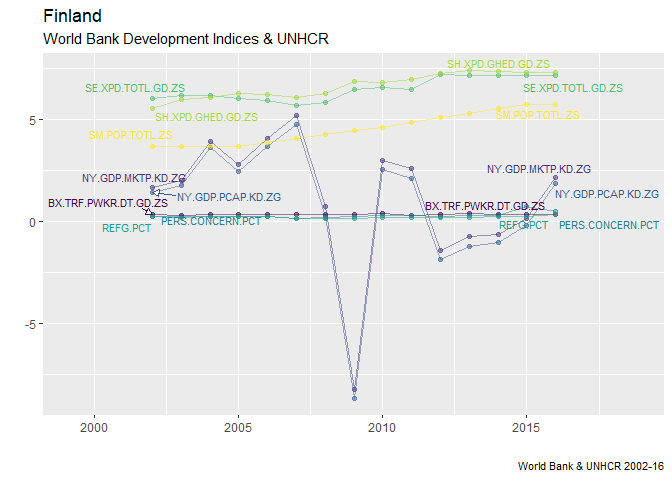 Finland
World Bank Development Indices & UNHCR
SH.XPD.GHED.GD.ZS
SE.XPD.TOTL.GD.ZS
SE.XPD.TOTL.GD.ZS
SH.XPD.GHED.GD.ZS
SM.POP.TOTL.ZS
5
SM.POP.TOTL.ZS
NY.GDP.MKTP.KD.ZG
NY.GDP.MKTP.KD.ZG
NY.GDP.PCAP.KD.ZG
NY.GDP.PCAP.KD.ZG
BX.TRF.PWKR.DT.GD.ZS
BX.TRF.PWKR.DT.GD.ZS
0
PERS.CONCERN.PCT
REFG.PCT
REFG.PCT
PERS.CONCERN.PCT
-5
2000
2005
2010
2015
World Bank & UNHCR 2002-16